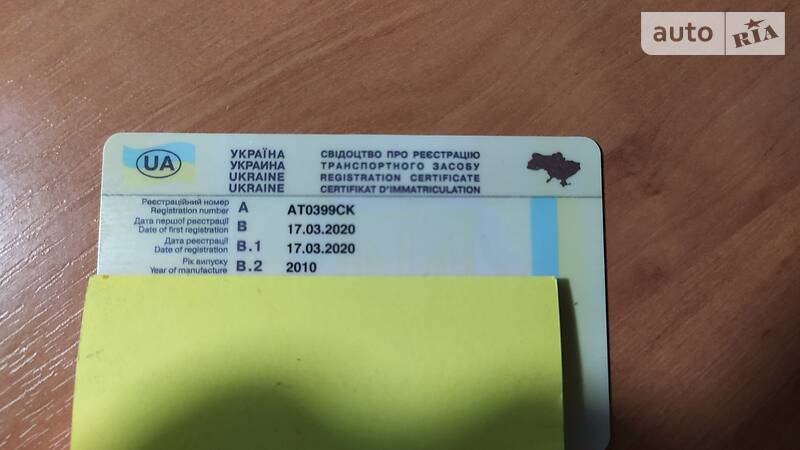 auto RIA
UA
УКРАЇНА СВІДОЦТВО ПРО РЕЄСТРАЦІЮ
УКРАИНА ТРАНСПОРТНОГО ЗАСОБУ
UKRAINE REGISTRATION CERTIFICATE
UKRAINE CERTIFIKAT D'IMMATRICULATION
Реєстраційний номер
Registration number A AT0399CK
Дата першої реєстрації
Date of first registration B 17.03.2020
Дата реєстрації
Date of registration B.1 17.03.2020
Рік випуску
Year of manufacture B.2 2010